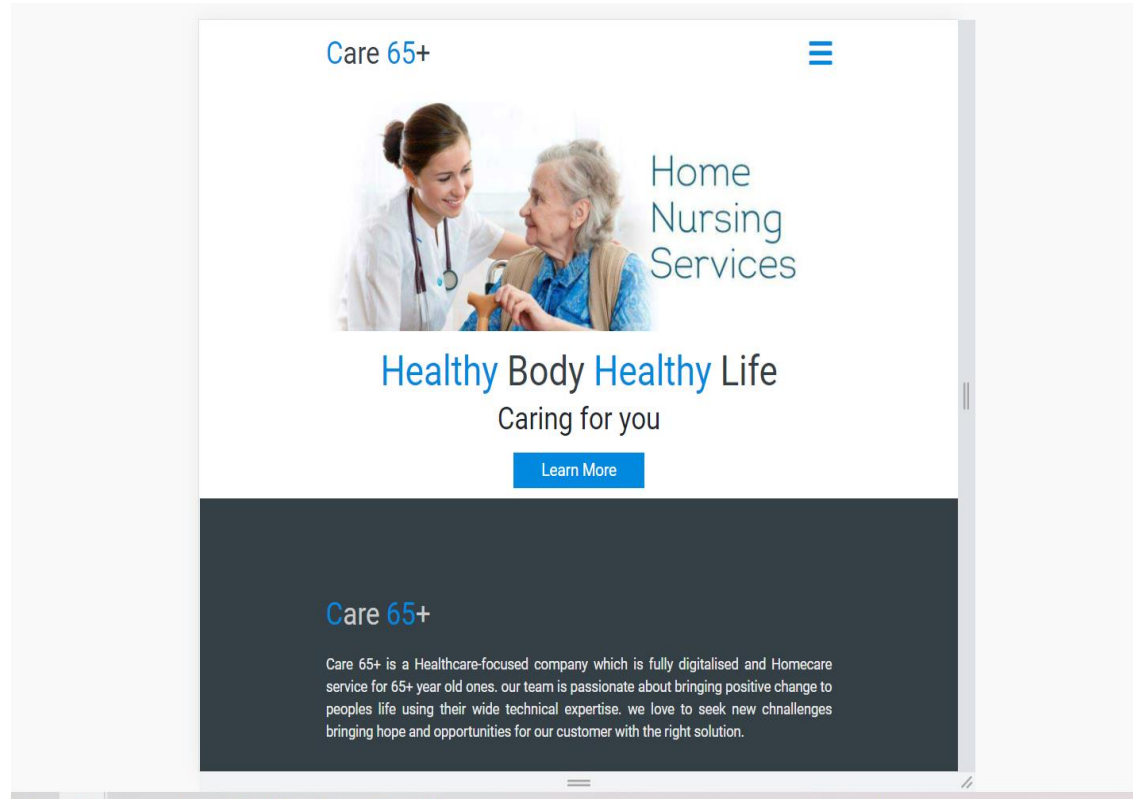 Care 65+
Home
Nursing
Services
Healthy Body Healthy Life
Caring for you
Learn More
Care 65+
Care 65+ is a Healthcare-focused company which is fully digitalised and Homecare
service for 65+ year old ones. our team is passionate about bringing positive change to
peoples life using their wide technical expertise. we love to seek new chnallenges
bringing hope and opportunities for our customer with the right solution.